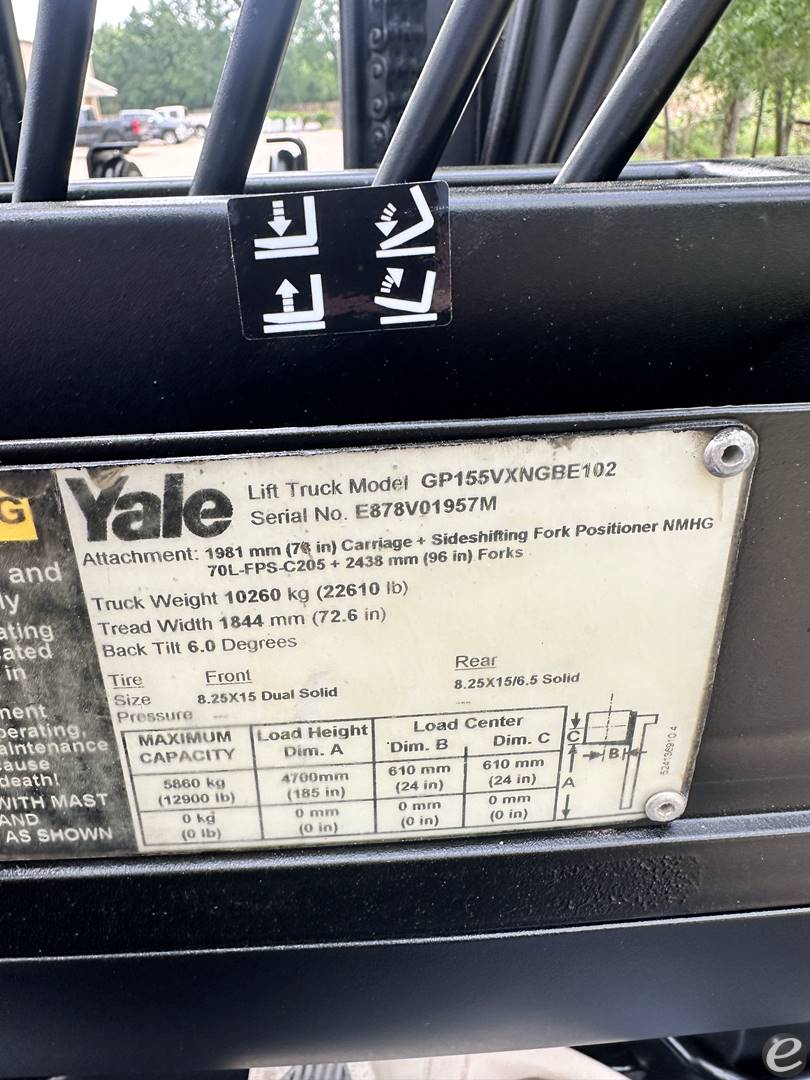 Yale
Lift Truck Model GP155VXNGBE102
Serial No. E878V01957M
Attachment: 1981 mm (78 in) Carriage + Sideshifting Fork Positioner NMHG
70L-FPS-C205 + 2438 mm (96 in) Forks
Truck Weight 10260 kg (22610 lb)
Tread Width 1844 mm (72.6 in)
Back Tilt 6.0 Degrees
Tire Front Rear
Size 8.25X15 Dual Solid 8.25X15/6.5 Solid
Pressure --- ---
MAXIMUM CAPACITY Load Height Dim. A Load Center Dim. B Dim. C
5860 kg (12900 lb) 4700mm (185 in) 610 mm (24 in) 610 mm (24 in)
0 kg (0 lb) 0 mm (0 in) 0 mm (0 in) 0 mm (0 in)
C
B
A
524136910 4
G
and
ly
ating
ated
in
ment
perating,
aintenance
cause
death!
WITH MAST
AND
AS SHOWN
e